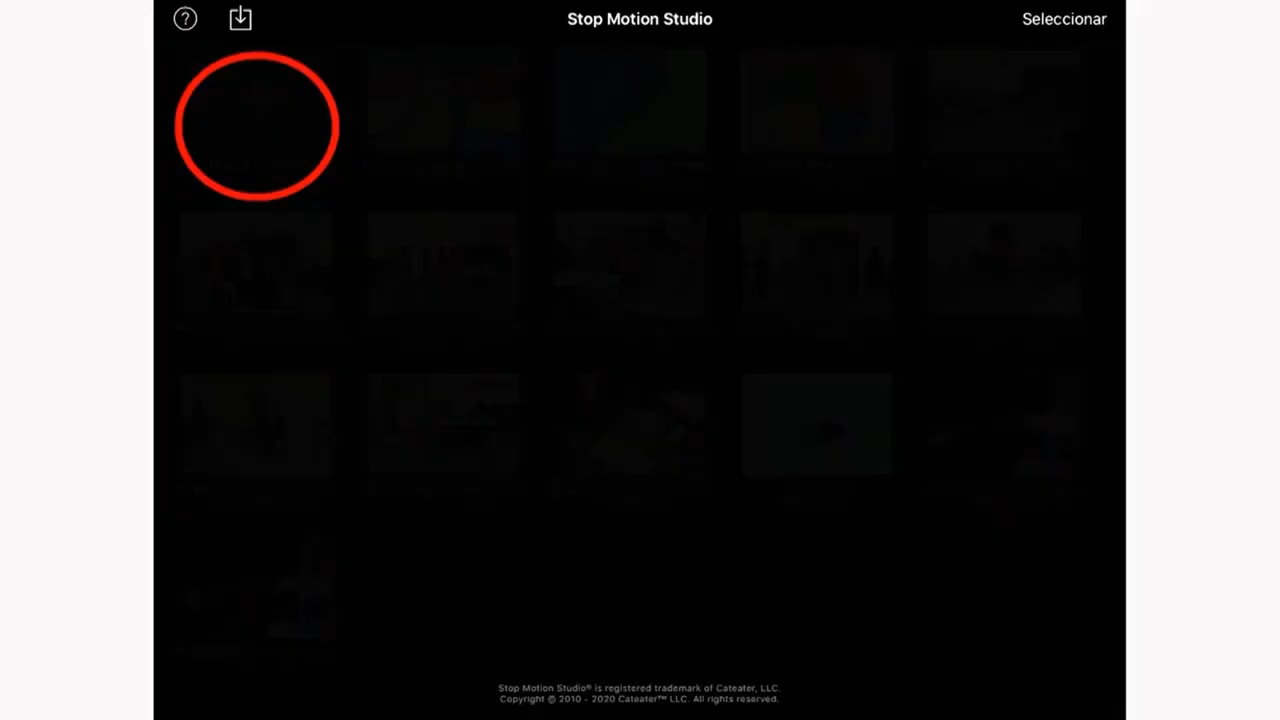 ?
Stop Motion Studio
Seleccionar
Stop Motion Studio® is registered trademark of Cateater, LLC.
Copyright © 2010 - 2020 Cateater™ LLC. All rights reserved.